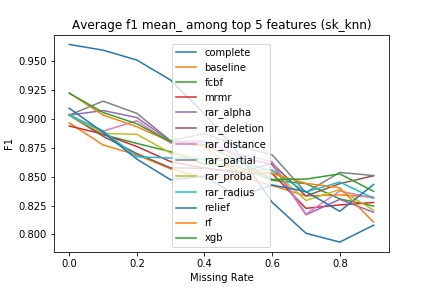 Average f1 mean_ among top 5 features (sk_knn)
F1
0.950
0.925
0.900
0.875
0.850
0.825
0.800
complete
baseline
fcbf
mrmr
rar_alpha
rar_deletion
rar_distance
rar_partial
rar_proba
rar_radius
relief
rf
xgb
0.0 0.2 0.4 0.6 0.8
Missing Rate